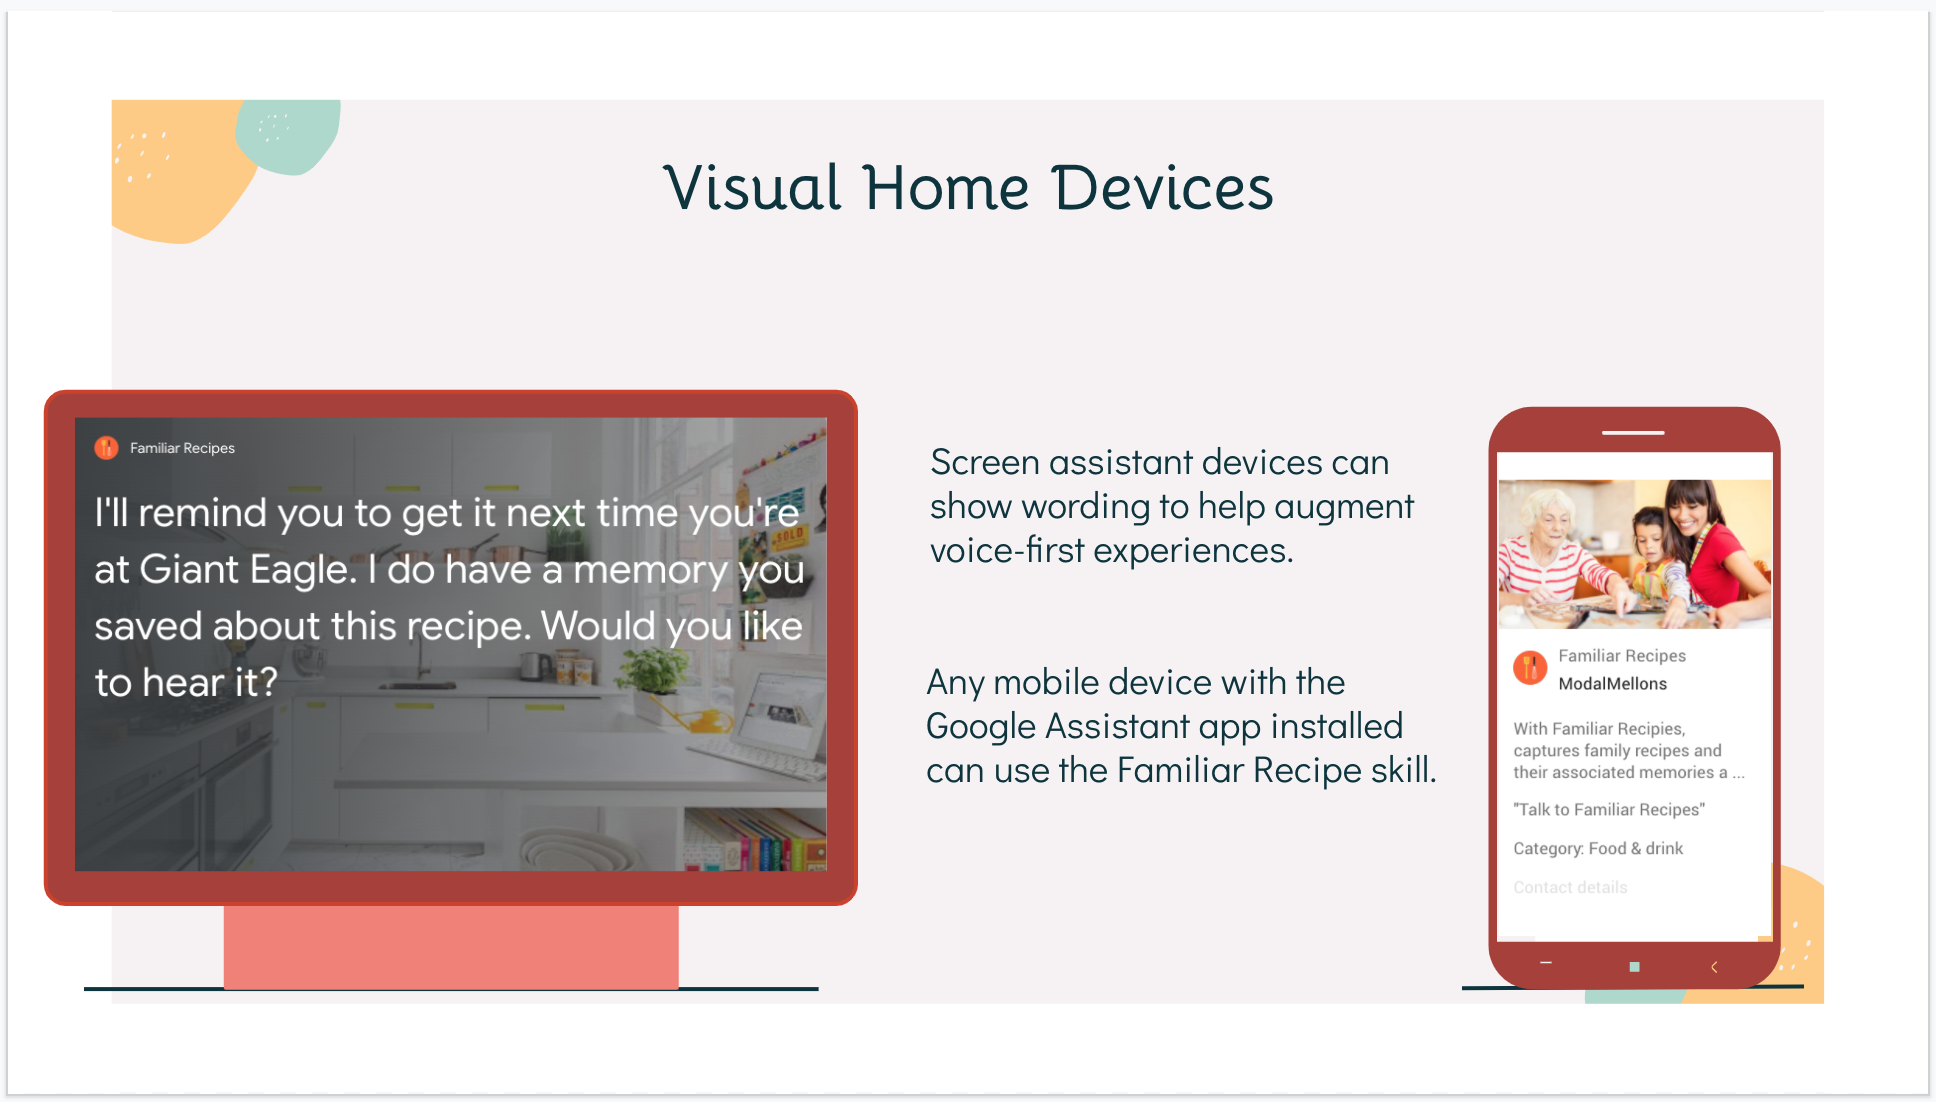 Visual Home Devices
Familiar Recipes
I'll remind you to get it next time you're
at Giant Eagle. I do have a memory you
saved about this recipe. Would you like
to hear it?
SOLD
Screen assistant devices can
show wording to help augment
voice-first experiences.
Any mobile device with the
Google Assistant app installed
can use the Familiar Recipe skill.
Familiar Recipes
ModalMellons
With Familiar Recipies,
captures family recipes and
their associated memories a ...
"Talk to Familiar Recipes"
Category: Food & drink
Contact details